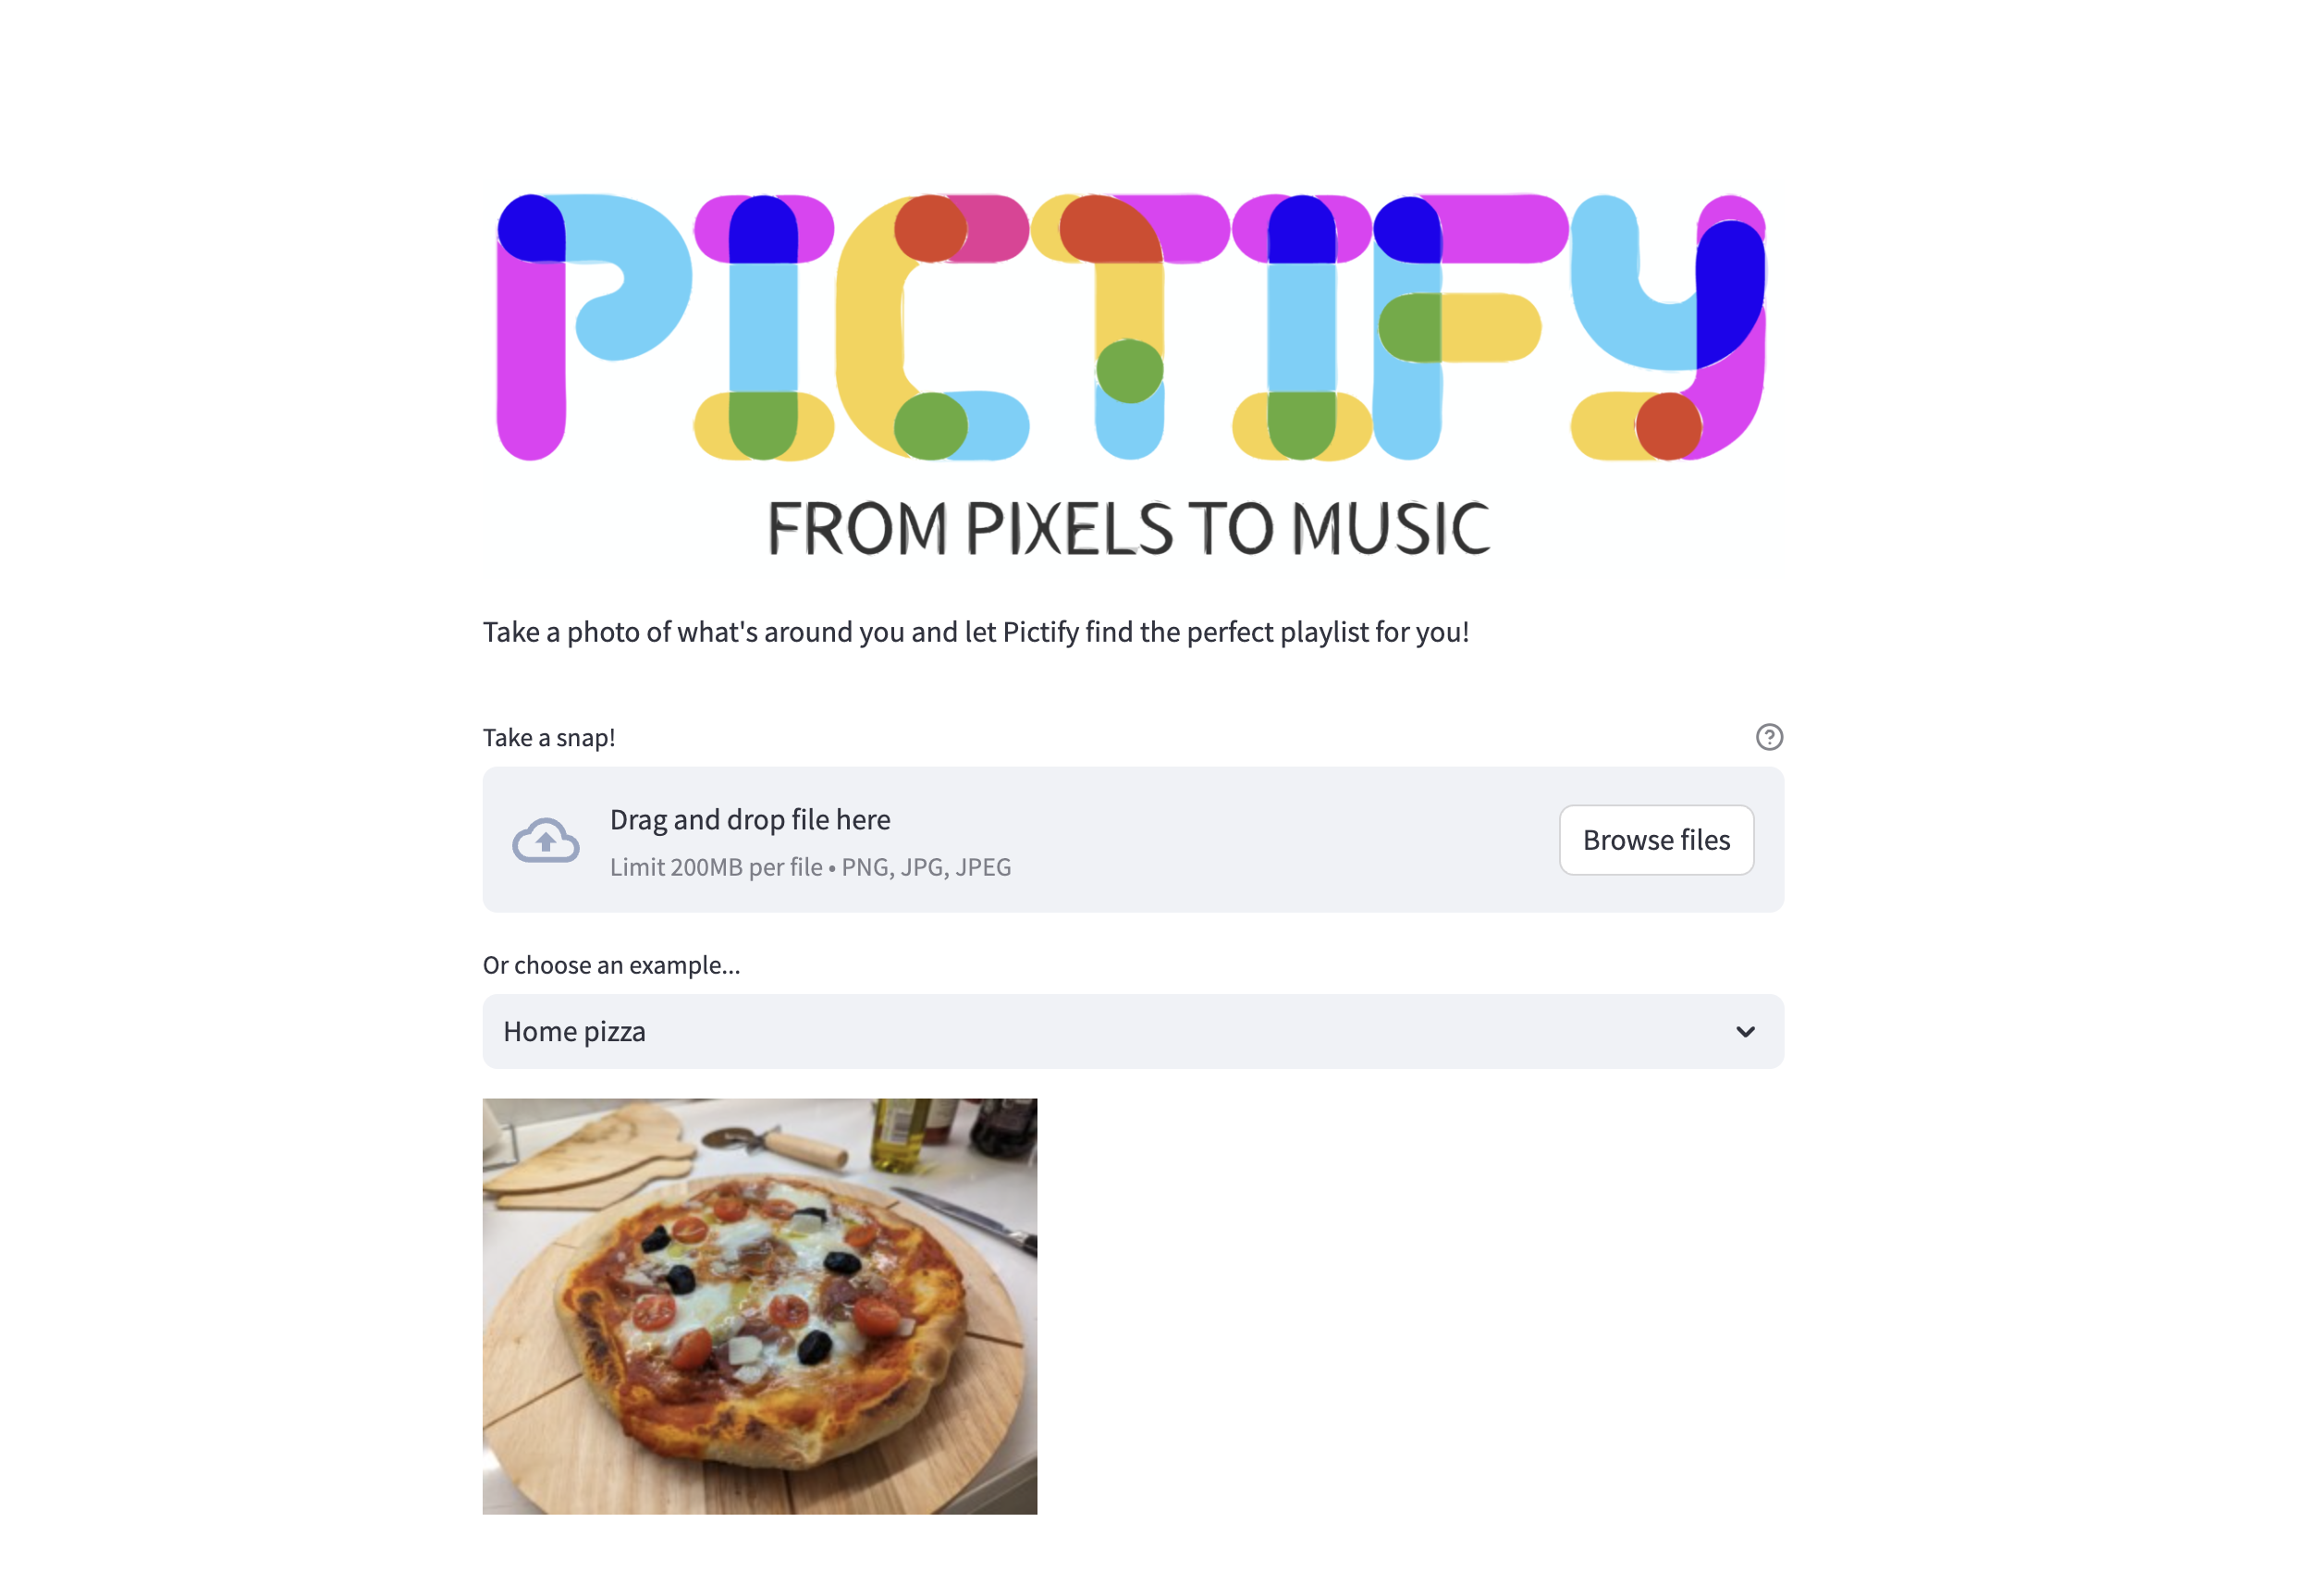 PICTIFY
FROM PIXELS TO MUSIC
Take a photo of what's around you and let Pictify find the perfect playlist for you!
Take a snap!
?
Drag and drop file here
Limit 200MB per file • PNG, JPG, JPEG
Browse files
Or choose an example...
Home pizza